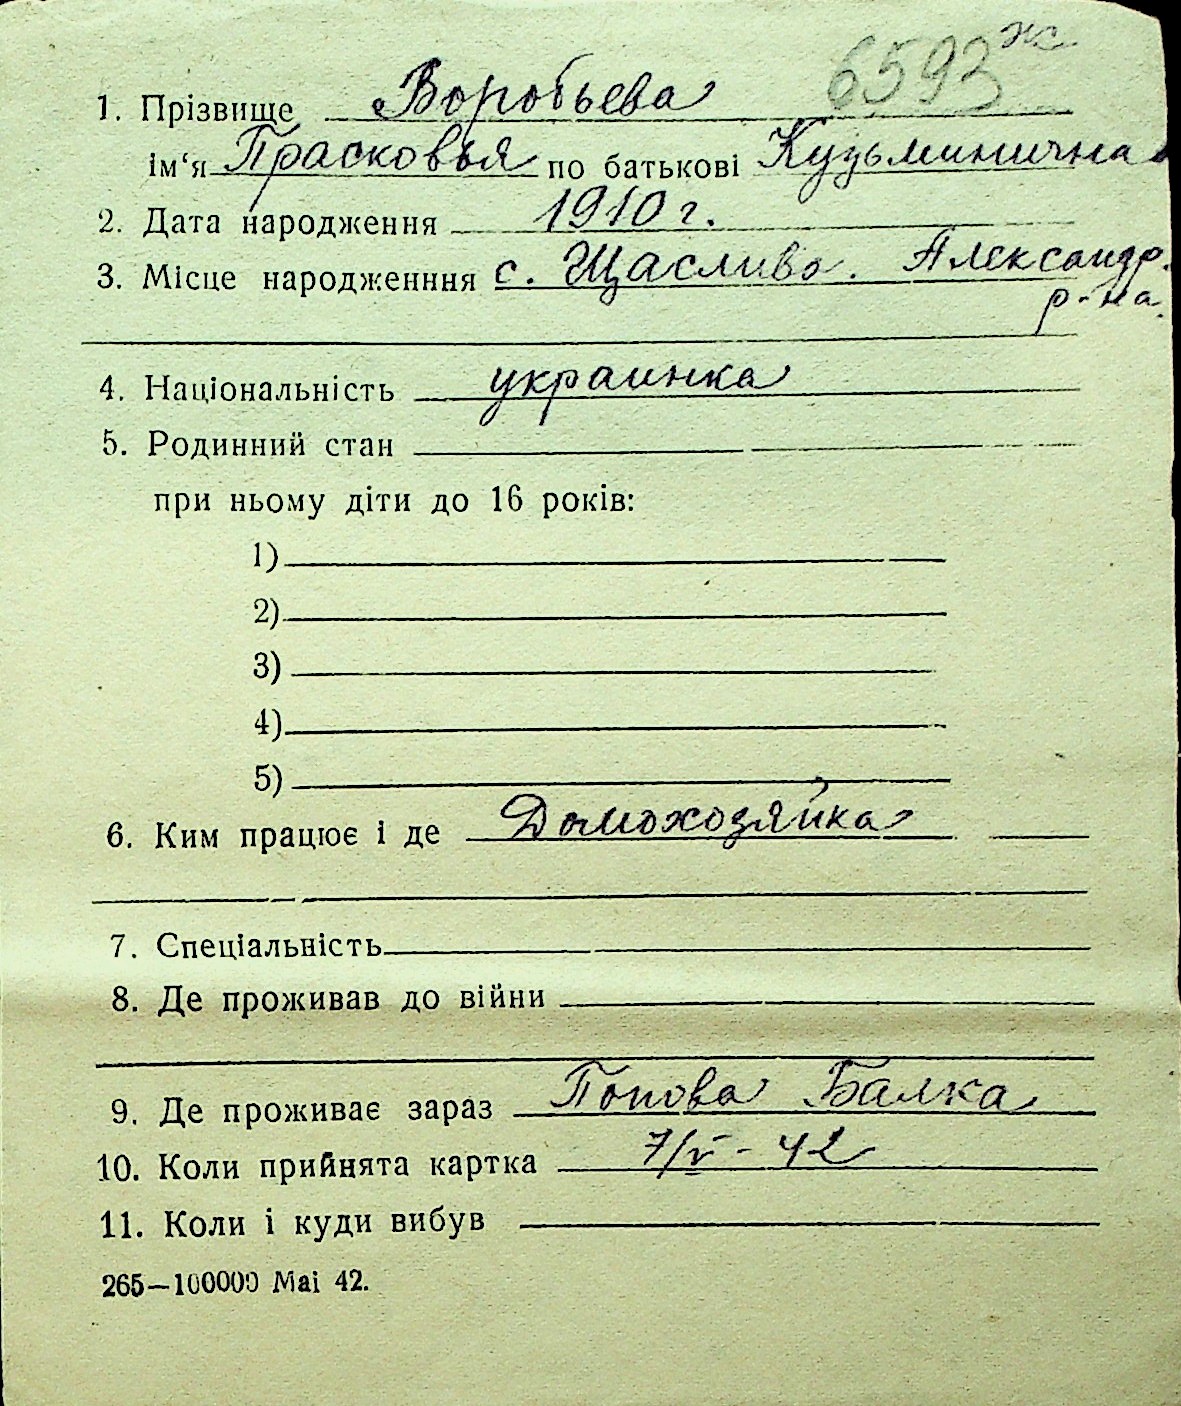 6593 ж
1. Прізвище Воробьева
ім‘я Прасковья по батькові Кузьминична
2. Дата народження 1910 г.
3. Місце народженння с. Щасливо. Александр.
р-на.
4. Національність украинка
5. Родинний стан
при ньому діти до 16 років:
1)
2)
3)
4)
5)
6. Ким працює і де Домохозяйка
7. Спеціальність
8. Де проживав до війни
9. Де проживає зараз Попова Балка
10. Коли прийнята картка 7/V - 42
11. Коли і куди вибув
265—100000 Маі 42.